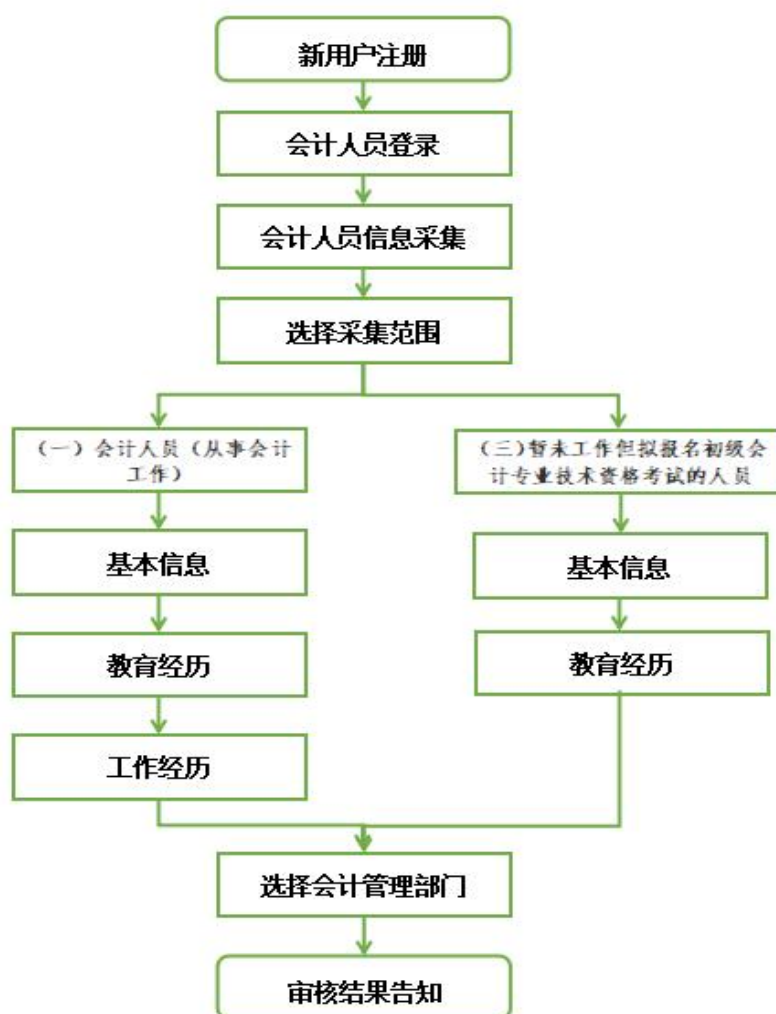 新用户注册
会计人员登录
会计人员信息采集
选择采集范围
（一）会计人员（从事会计
工作）
基本信息
教育经历
工作经历
（三）暂未工作但拟报名初级会
计专业技术资格考试的人员
基本信息
教育经历
选择会计管理部门
审核结果告知